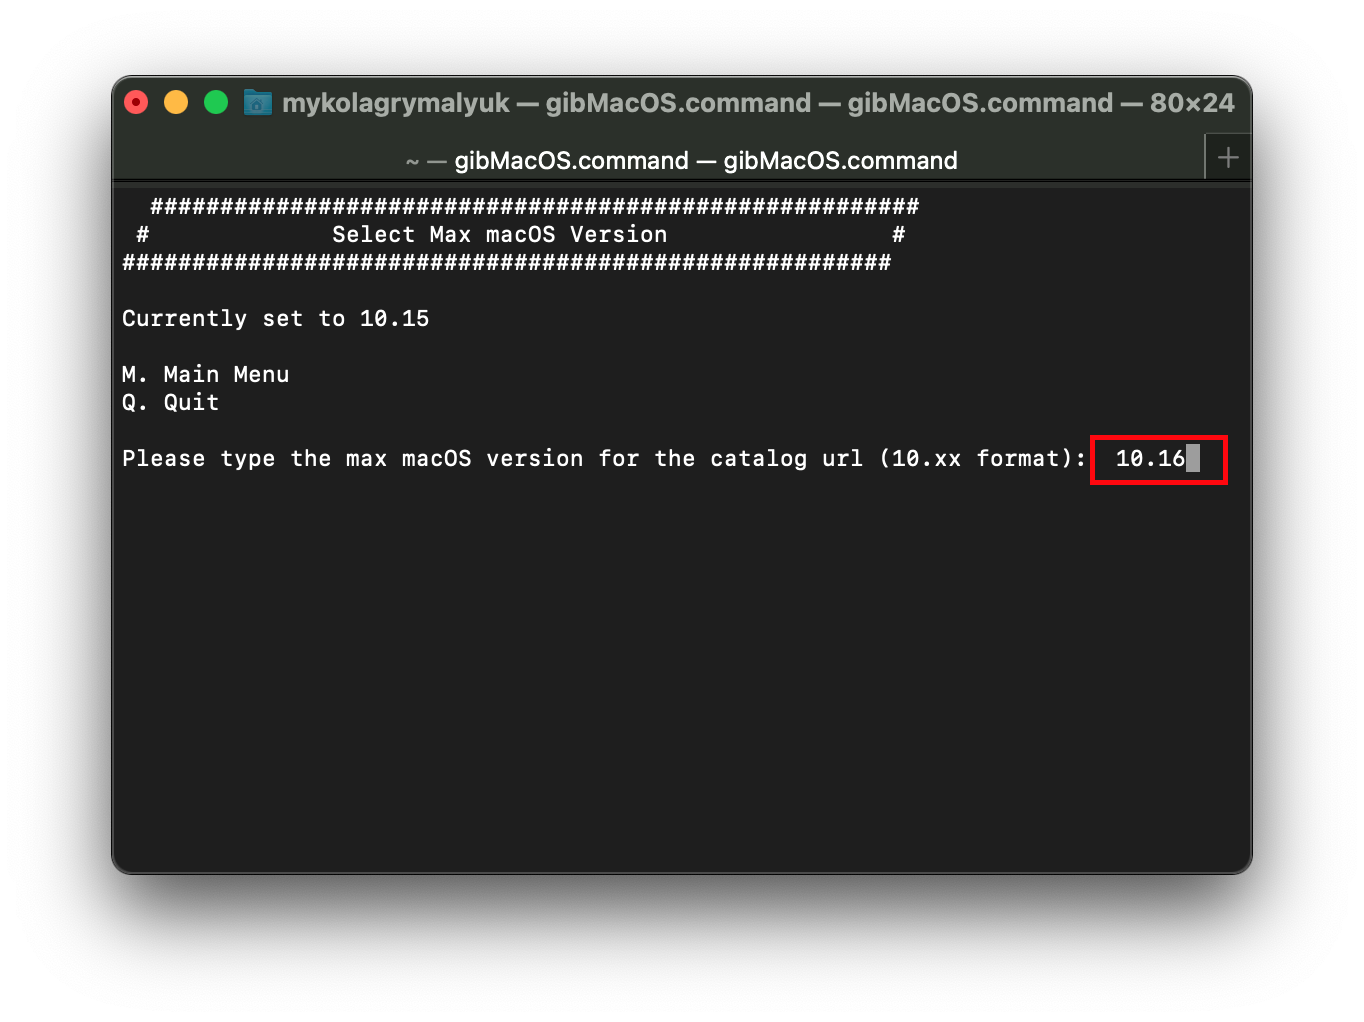 mykolagrymalyuk — gibMacOS.command — gibMacOS.command — 80×24
~ — gibMacOS.command — gibMacOS.command
#######################################################
# Select Max macOS Version #
#######################################################
Currently set to 10.15
M. Main Menu
Q. Quit
Please type the max macOS version for the catalog url (10.xx format): 10.16